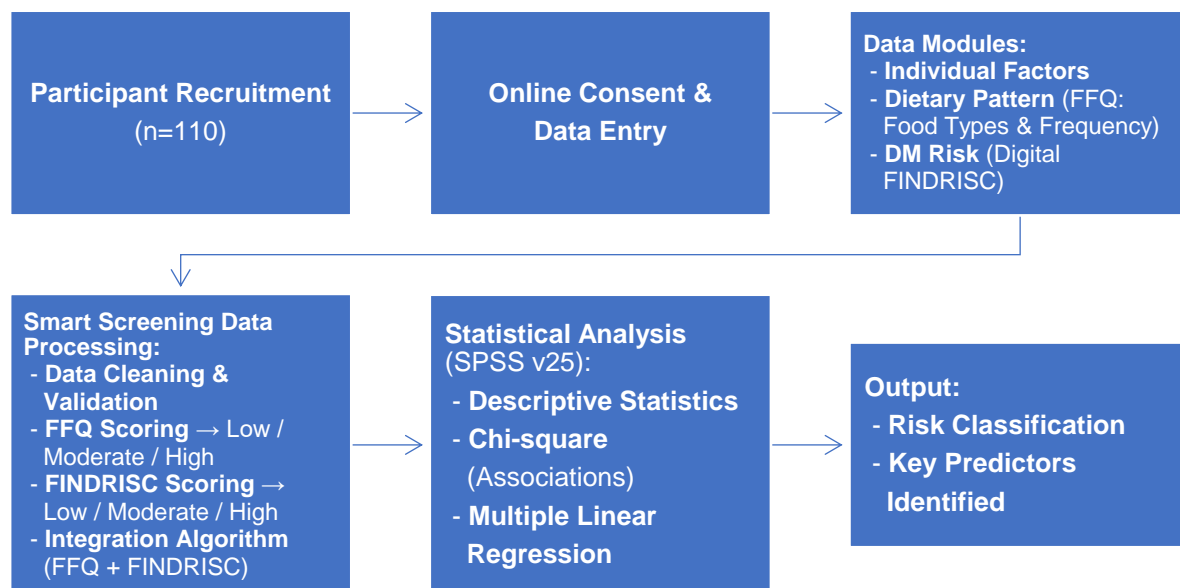 Participant Recruitment
(n=110)
Online Consent &
Data Entry
Data Modules:
- Individual Factors
- Dietary Pattern (FFQ:
Food Types & Frequency)
- DM Risk (Digital
FINDRISC)
Smart Screening Data
Processing:
- Data Cleaning &
Validation
- FFQ Scoring → Low /
Moderate / High
- FINDRISC Scoring →
Low / Moderate / High
- Integration Algorithm
(FFQ + FINDRISC)
Statistical Analysis
(SPSS v25):
- Descriptive Statistics
- Chi-square
(Associations)
- Multiple Linear
Regression
Output:
- Risk Classification
- Key Predictors
Identified